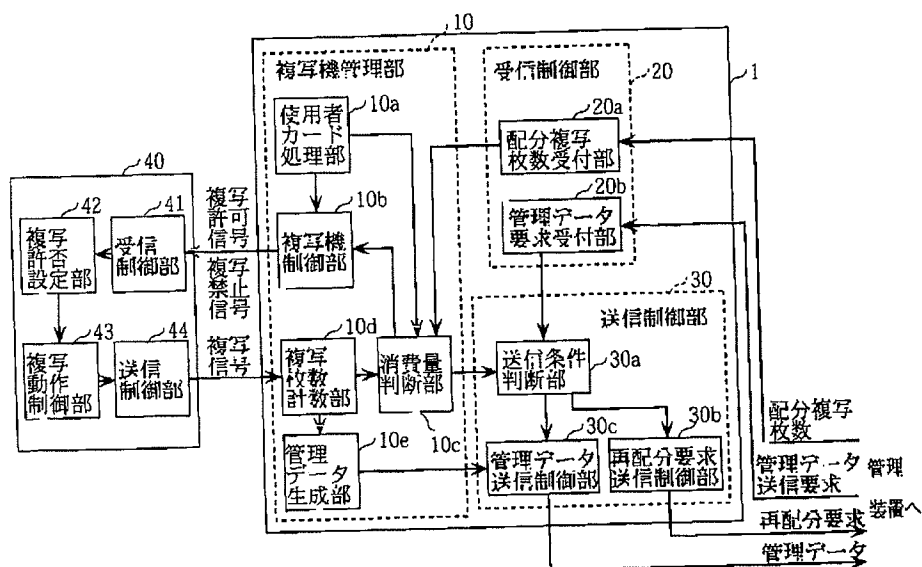 10
1
複写機管理部
受信制御部
20
10a
使用者
カード
処理部
20a
配分複写
枚数受付部
40
42
41
複写
許可
信号
10b
20b
管理データ
要求受付部
複写
許否
設定部
受信
制御部
複写機
制御部
複写
禁止
信号
30
送信制御部
43
44
複写
信号
10d
複写
動作
制御部
送信
制御部
複写
枚数
計数部
消費量
判断部
送信条件
判断部
30a
10c
10e
30c
30b
管理
データ
生成部
管理データ
送信制御部
再配分要求
送信制御部
配分複写
枚数
管理データ
送信要求
管理
装置へ
再配分要求
管理データ